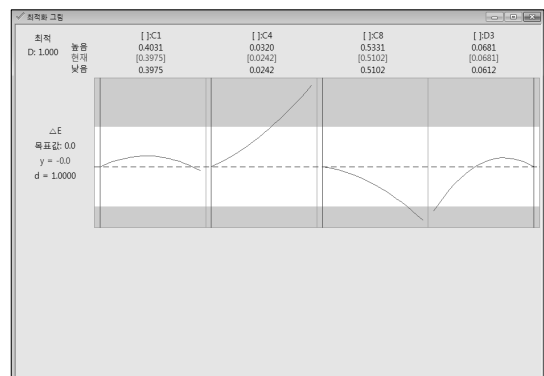 최적화 그림
최적
D: 1.000
높음
현재
낮음
[ ]:C1
0.4031
[0.3975]
0.3975
[ ]:C4
0.0320
[0.0242]
0.0242
[ ]:C8
0.5331
[0.5102]
0.5102
[ ]:D3
0.0681
[0.0681]
0.0612
△E
목표값: 0.0
y = -0.0
d = 1.0000